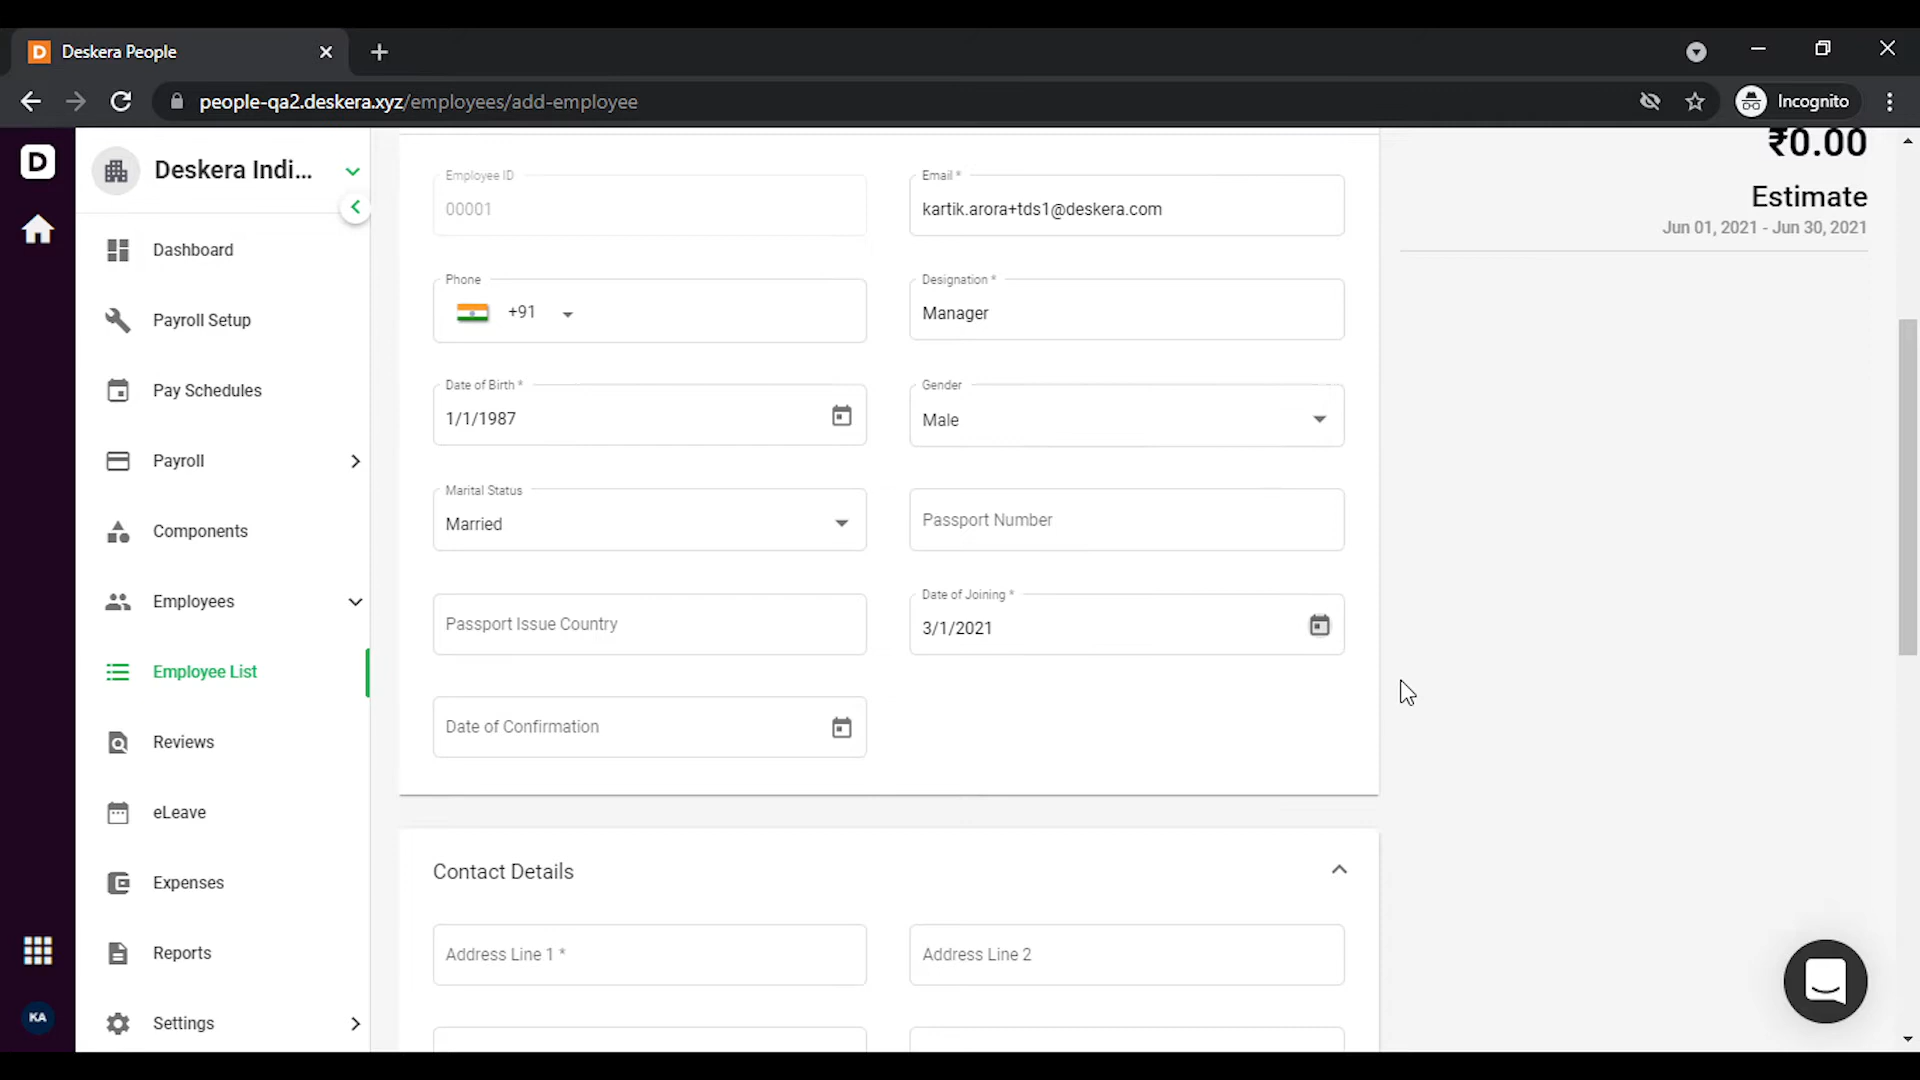 D Deskera People
people-qa2.deskera.xyz/employees/add-employee
Incognito
D
Deskera Indi...
Dashboard
Payroll Setup
Pay Schedules
Payroll
Components
Employees
Employee List
Reviews
eLeave
Expenses
Reports
Settings
KA
Employee ID
00001
Email *
kartik.arora+tds1@deskera.com
Phone
+91
Designation *
Manager
Date of Birth *
1/1/1987
Gender
Male
Marital Status
Married
Passport Number
Passport Issue Country
Date of Joining *
3/1/2021
Date of Confirmation
Contact Details
Address Line 1 *
Address Line 2
₹0.00
Estimate
Jun 01, 2021 - Jun 30, 2021